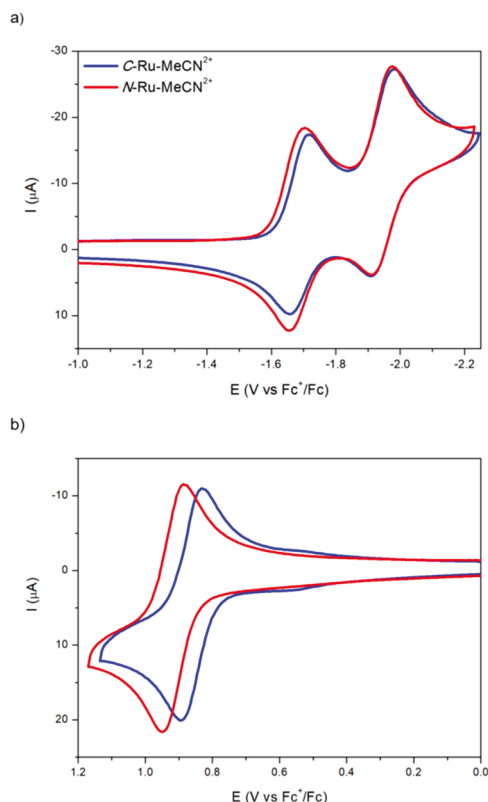 a)
-30
C-Ru-MeCN²⁺
N-Ru-MeCN²⁺
-20
I (μA)
-10
0
10
-1.0 -1.2 -1.4 -1.6 -1.8 -2.0 -2.2
E (V vs Fc⁺/Fc)
b)
-10
0
I (μA)
10
20
1.2 1.0 0.8 0.6 0.4 0.2 0.0
E (V vs Fc⁺/Fc)